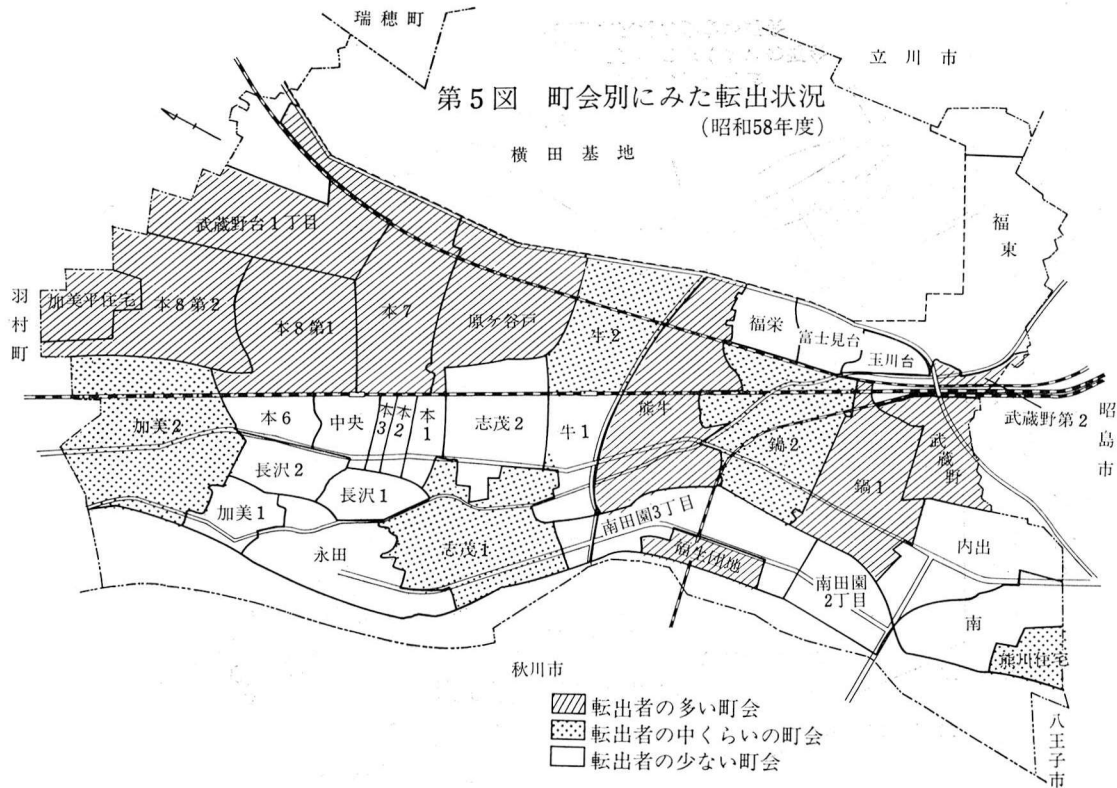 瑞穂町
立川市
第5図 町会別にみた転出状況
(昭和58年度)
横田基地
福東
武蔵野台1丁目
羽村町
加美平住宅
本8第2
本8第1
本7
原ケ谷戸
牛2
福栄
富士見台
玉川台
武蔵野第2
昭島市
加美2
本6
中央
本3
本2
本1
志茂2
牛1
熊牛
鍋2
鍋1
武蔵野
長沢2
長沢1
加美1
永田
志茂1
南田園3丁目
福生団地
南田園
2丁目
内出
南
熊川住宅
秋川市
八王子市
転出者の多い町会
転出者の中くらいの町会
転出者の少ない町会